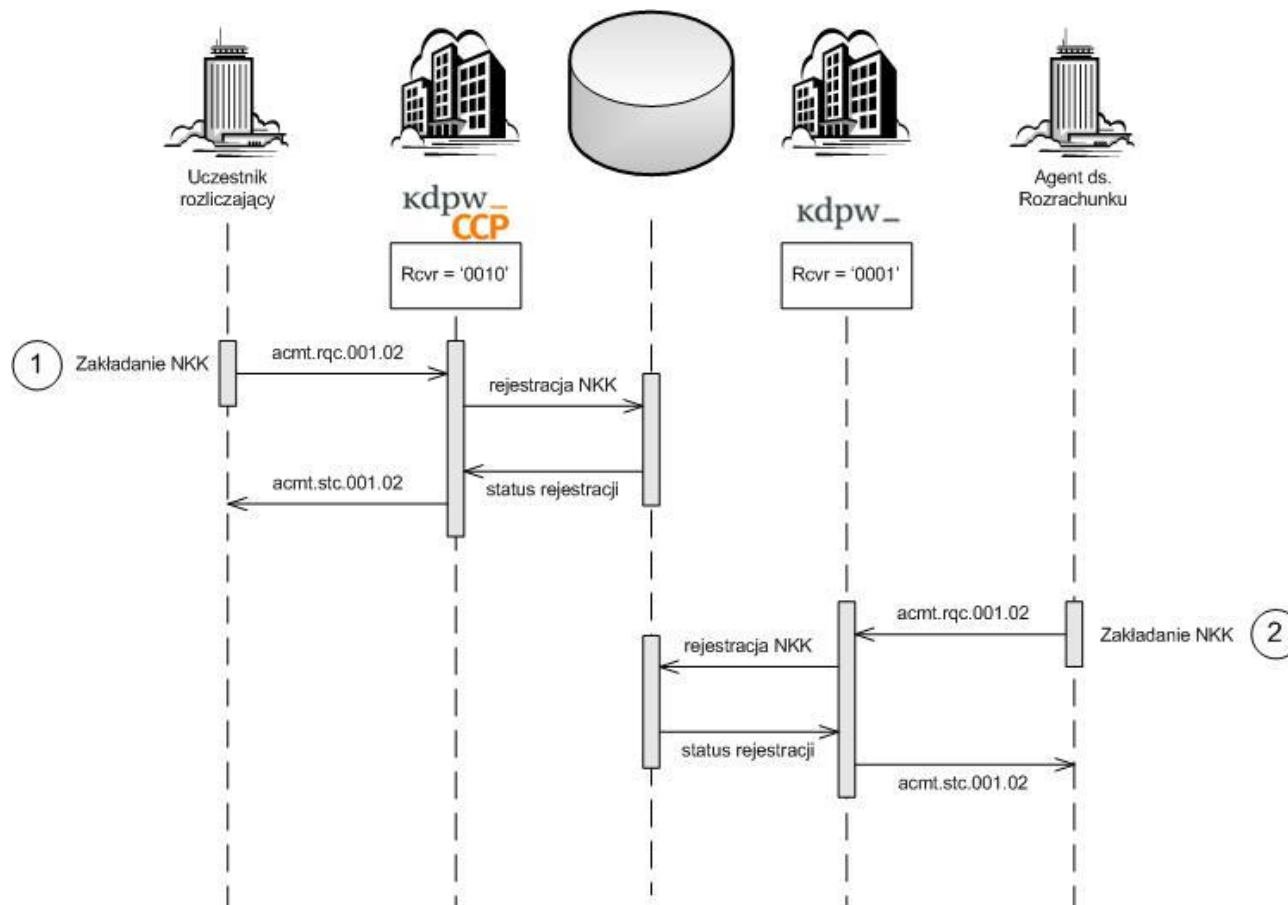 Uczestnik
rozliczający
Agent ds.
Rozrachunku
кdpw_
CCP
кdpw_
Rcvr = '0010'
Rcvr = '0001'
1
Zakładanie NKK
acmt.rqc.001.02
rejestracja NKK
acmt.stc.001.02
status rejestracji
acmt.rqc.001.02
Zakładanie NKK
2
rejestracja NKK
status rejestracji
acmt.stc.001.02